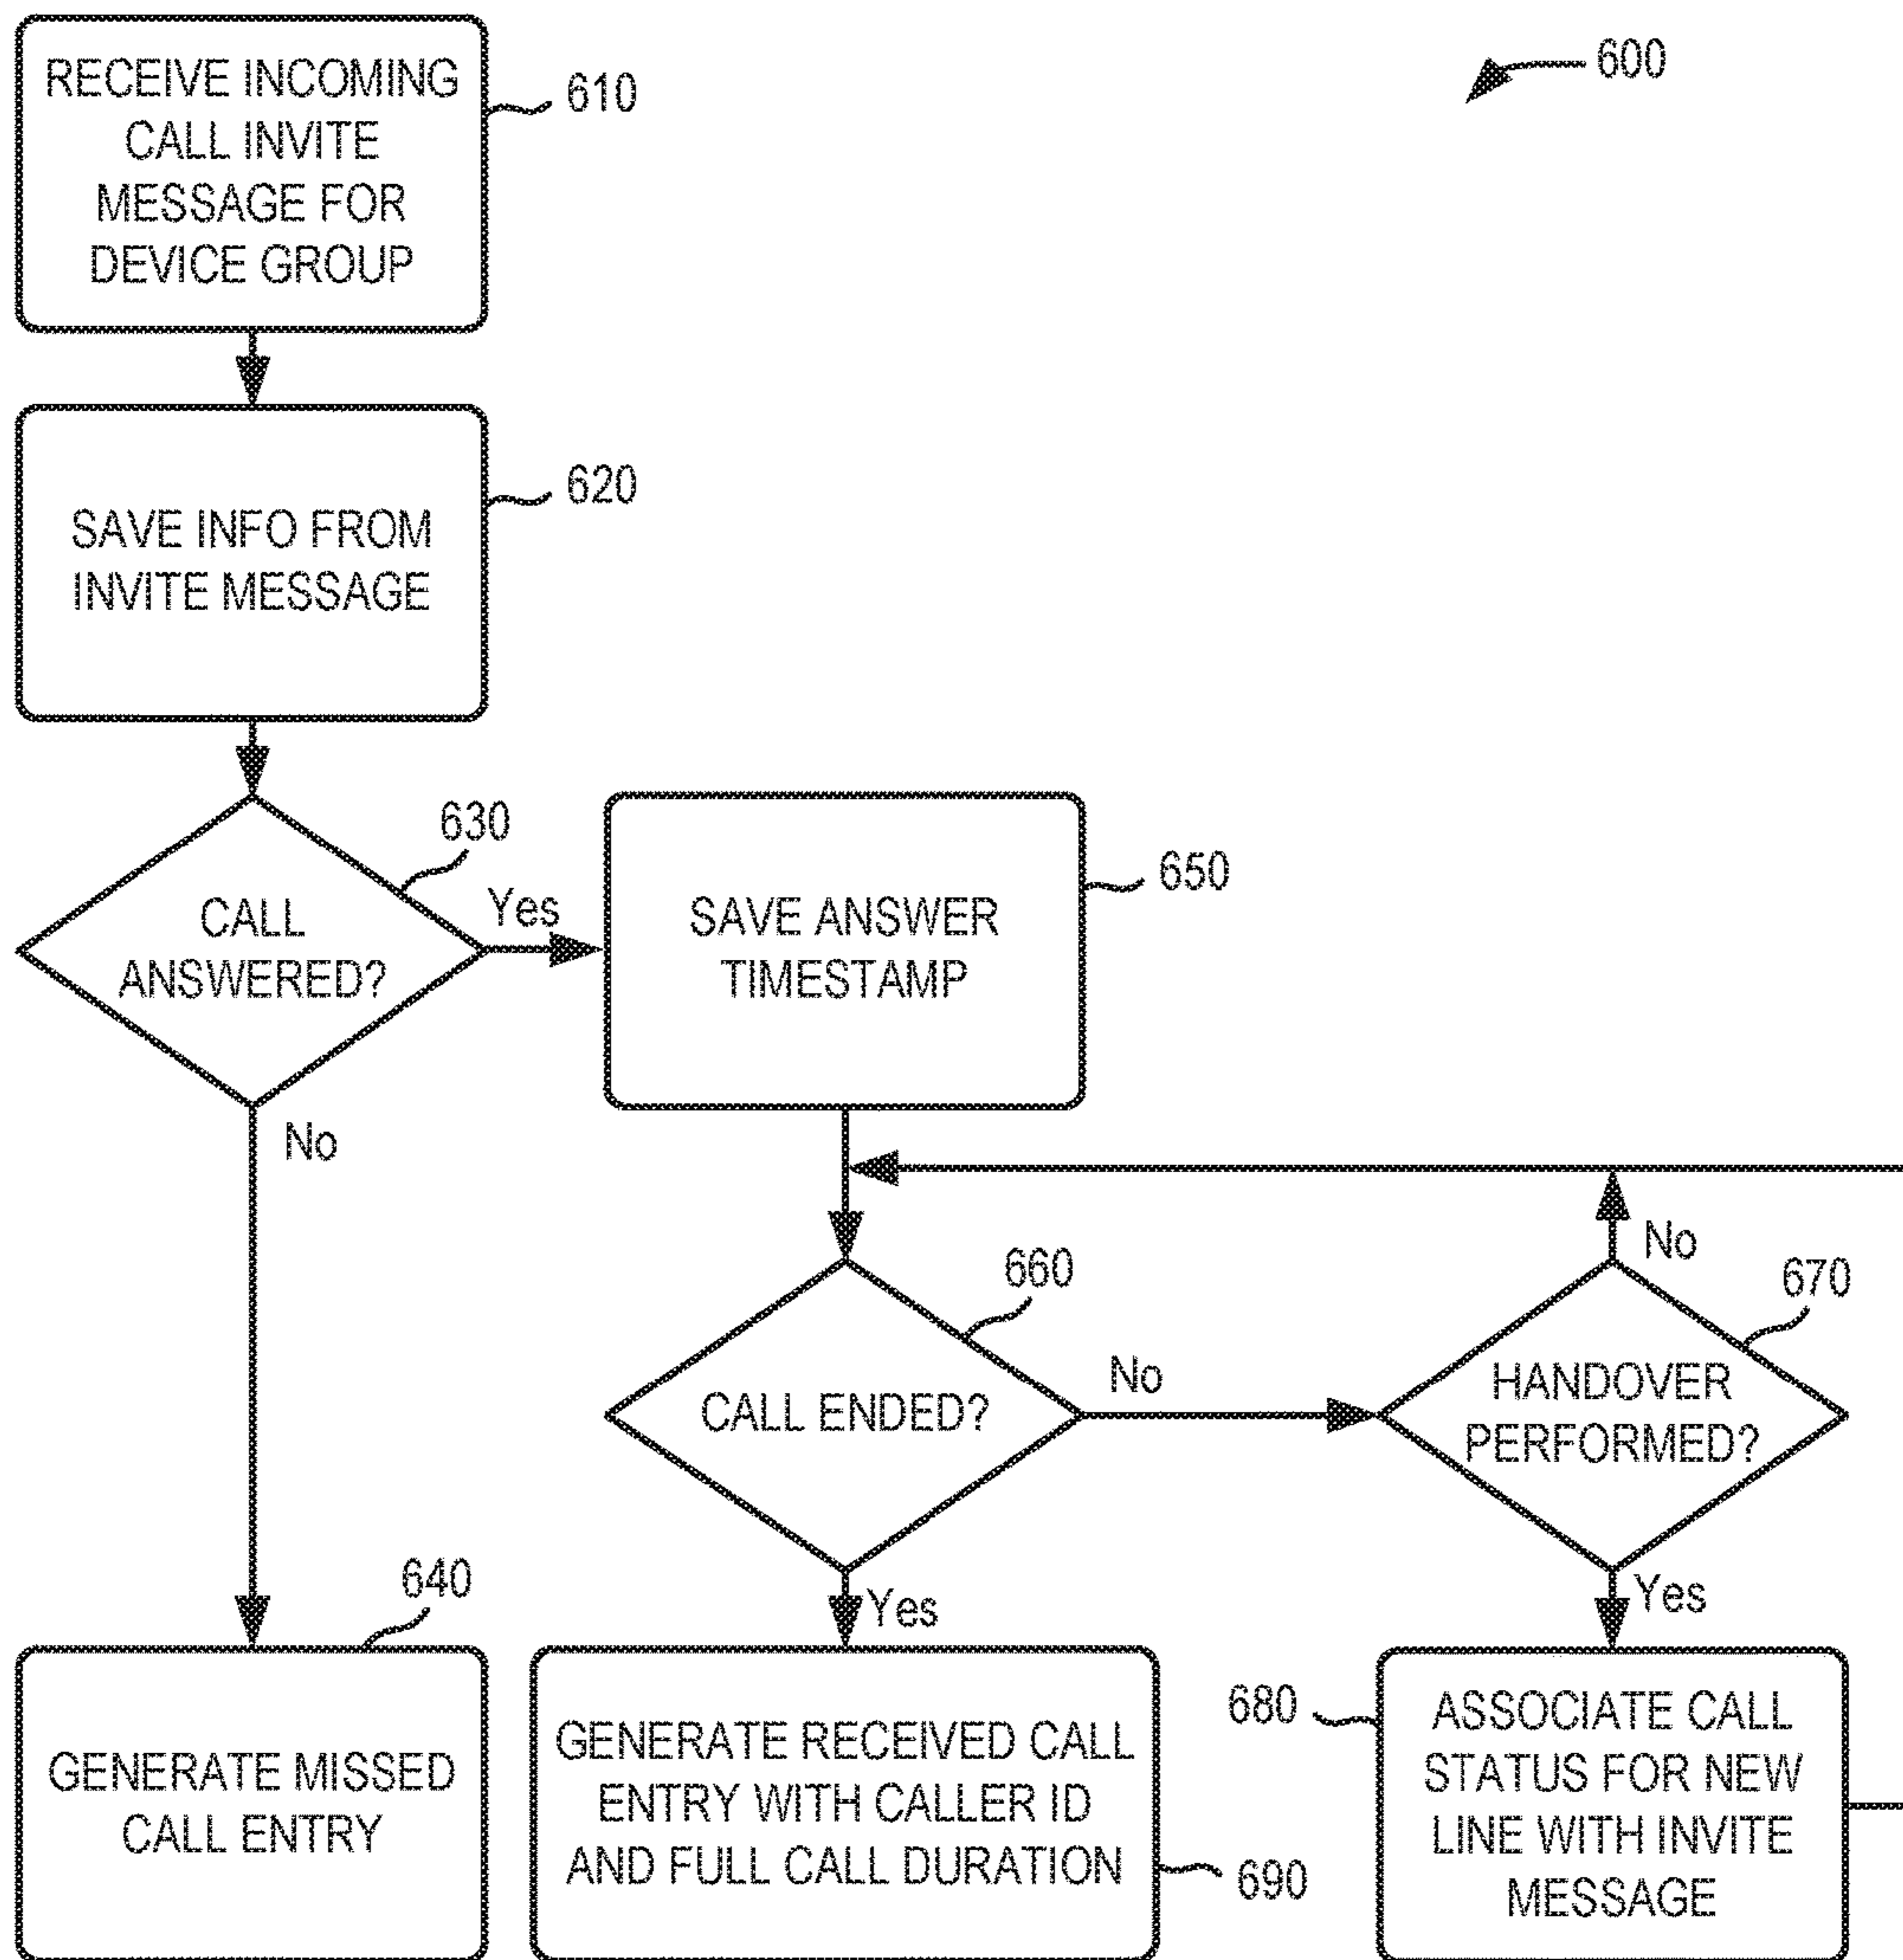 RECEIVE INCOMING
CALL INVITE
MESSAGE FOR
DEVICE GROUP
610
600
SAVE INFO FROM
INVITE MESSAGE
620
CALL
ANSWERED?
630
Yes
No
SAVE ANSWER
TIMESTAMP
650
CALL ENDED?
660
No
Yes
HANDOVER
PERFORMED?
670
No
Yes
GENERATE MISSED
CALL ENTRY
640
GENERATE RECEIVED CALL
ENTRY WITH CALLER ID
AND FULL CALL DURATION
690
680
ASSOCIATE CALL
STATUS FOR NEW
LINE WITH INVITE
MESSAGE